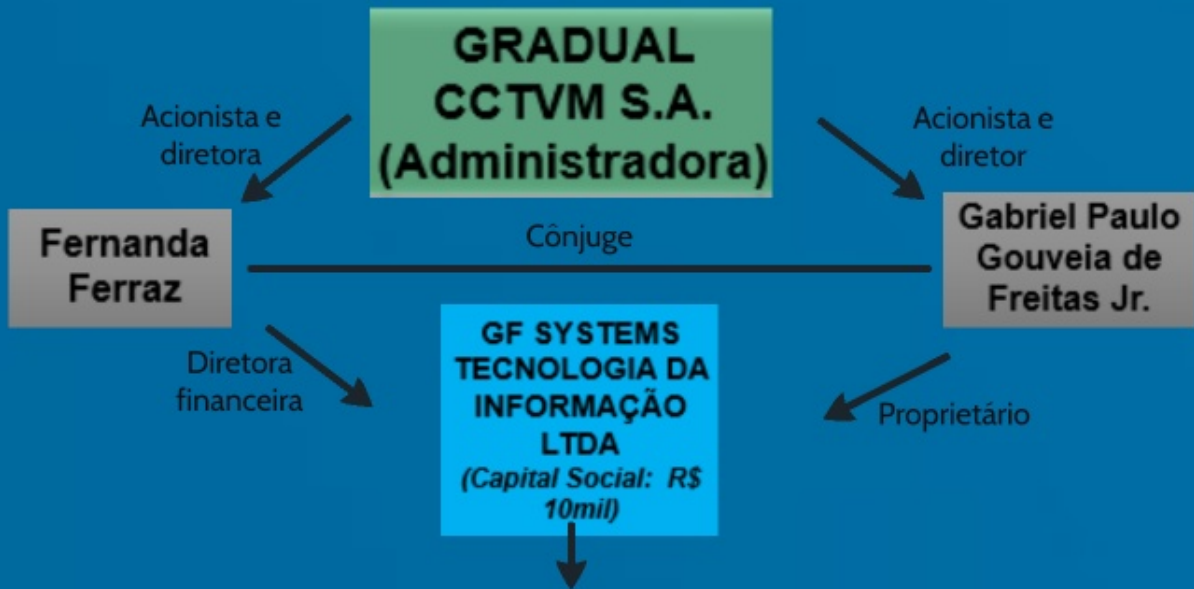 GRADUAL
CCTVM S.A.
(Administradora)
Acionista e
diretora
Acionista e
diretor
Fernanda
Ferraz
Cônjuge
Gabriel Paulo
Gouveia de
Freitas Jr.
Diretora
financeira
GF SYSTEMS
TECNOLOGIA DA
INFORMAÇÃO
LTDA
(Capital Social: R$
10mil)
Proprietário